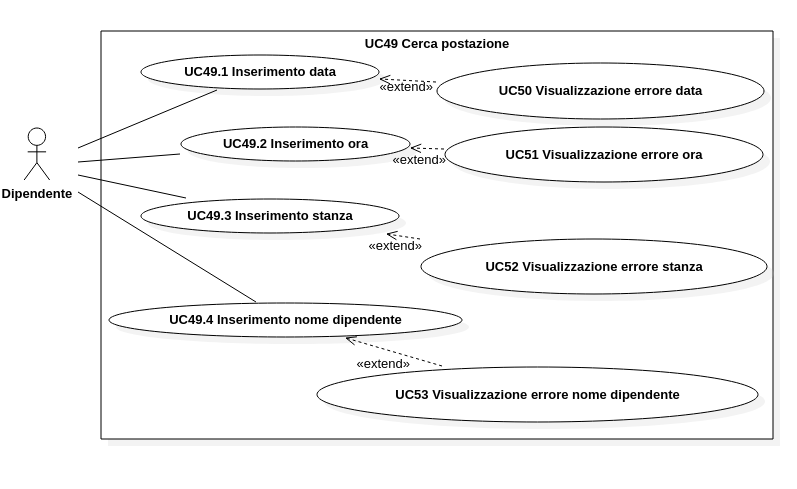 UC49 Cerca postazione
UC49.1 Inserimento data
«extend»
UC50 Visualizzazione errore data
UC49.2 Inserimento ora
«extend»
UC51 Visualizzazione errore ora
Dipendente
UC49.3 Inserimento stanza
«extend»
UC52 Visualizzazione errore stanza
UC49.4 Inserimento nome dipendente
«extend»
UC53 Visualizzazione errore nome dipendente